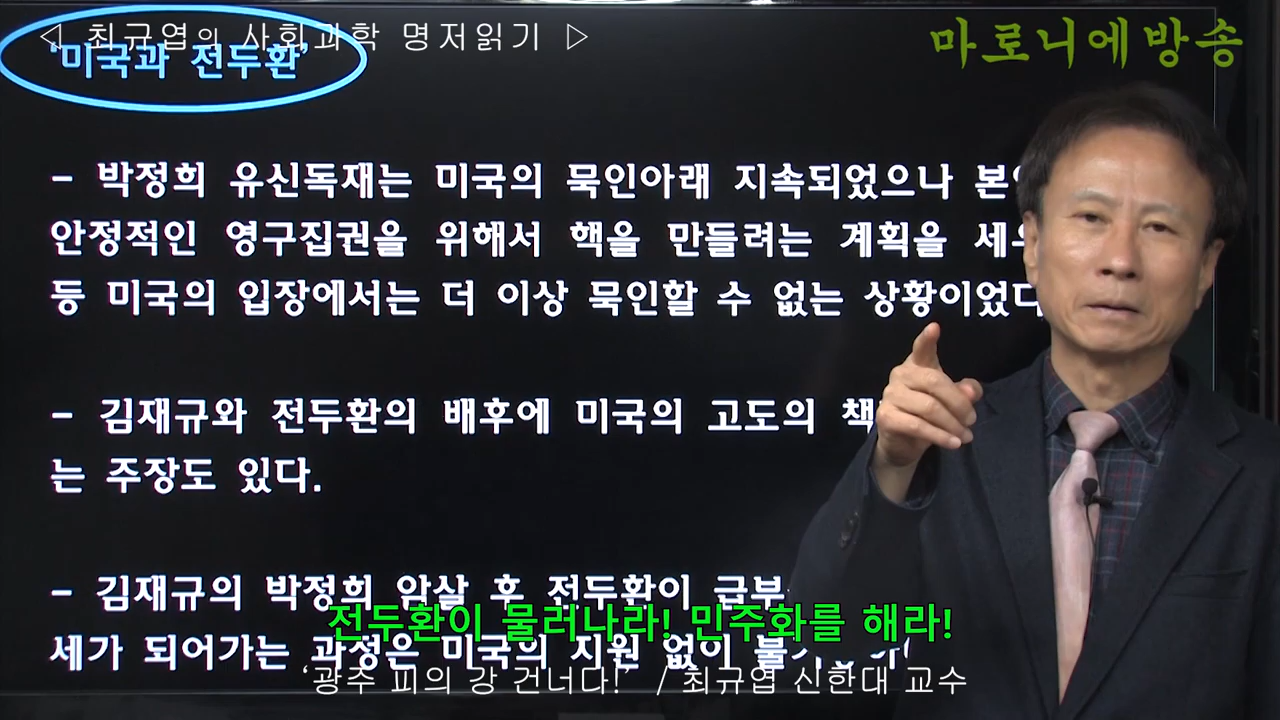 ◁ 최규엽의 사회과학 명저읽기 ▷
마로니에방송
‘미국과 전두환’
- 박정희 유신독재는 미국의 묵인아래 지속되었으나
안정적인 영구집권을 위해서 핵을 만들려는 계획을
등 미국의 입장에서는 더 이상 묵인할 수 없는 상황이었다
- 김재규와 전두환의 배후에 미국의 고도의
는 주장도 있다.
- 김재규의 박정희 암살 후 전두환이
세가 되어가는 과정은 미국의 지원 없이
전두환이 물러나라! 민주화를 해라!
‘광주 피의 강 건너다!’ / 최규엽 신한대 교수